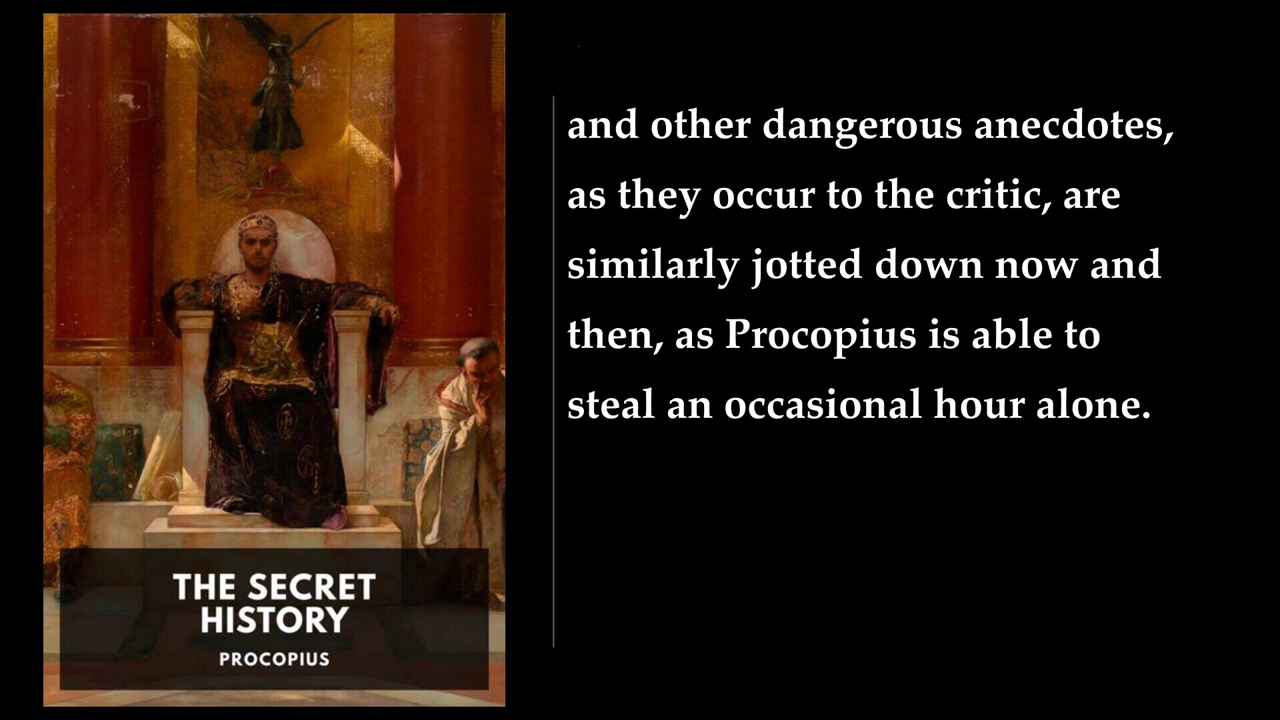 THE SECRET
HISTORY
PROCOPIUS
and other dangerous anecdotes,
as they occur to the critic, are
similarly jotted down now and
then, as Procopius is able to
steal an occasional hour alone.